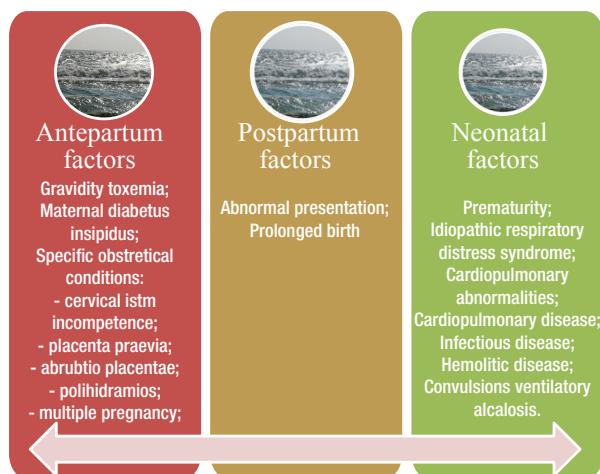 Antepartum
factors
Gravidity toxemia;
Maternal diabetus
insipidus;
Specific obstretical
conditions:
- cervical istm
incompetence;
- placenta praevia;
- abrubtio placentae;
- polihidramios;
- multiple pregnancy;
Postpartum
factors
Abnormal presentation;
Prolonged birth
Neonatal
factors
Prematurity;
Idiopathic respiratory
distress syndrome;
Cardiopulmonary
abnormalities;
Cardiopulmonary disease;
Infectious disease;
Hemolitic disease;
Convulsions ventilatory
alcalosis.